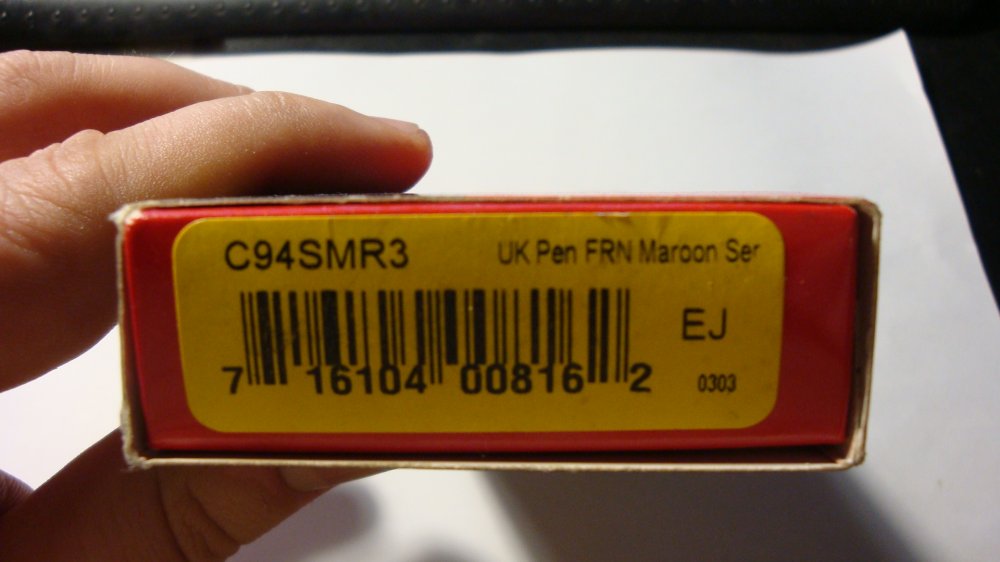 C94SMR3 UK Pen FRN Maroon Ser
EJ
7 16104 00816 2
0303